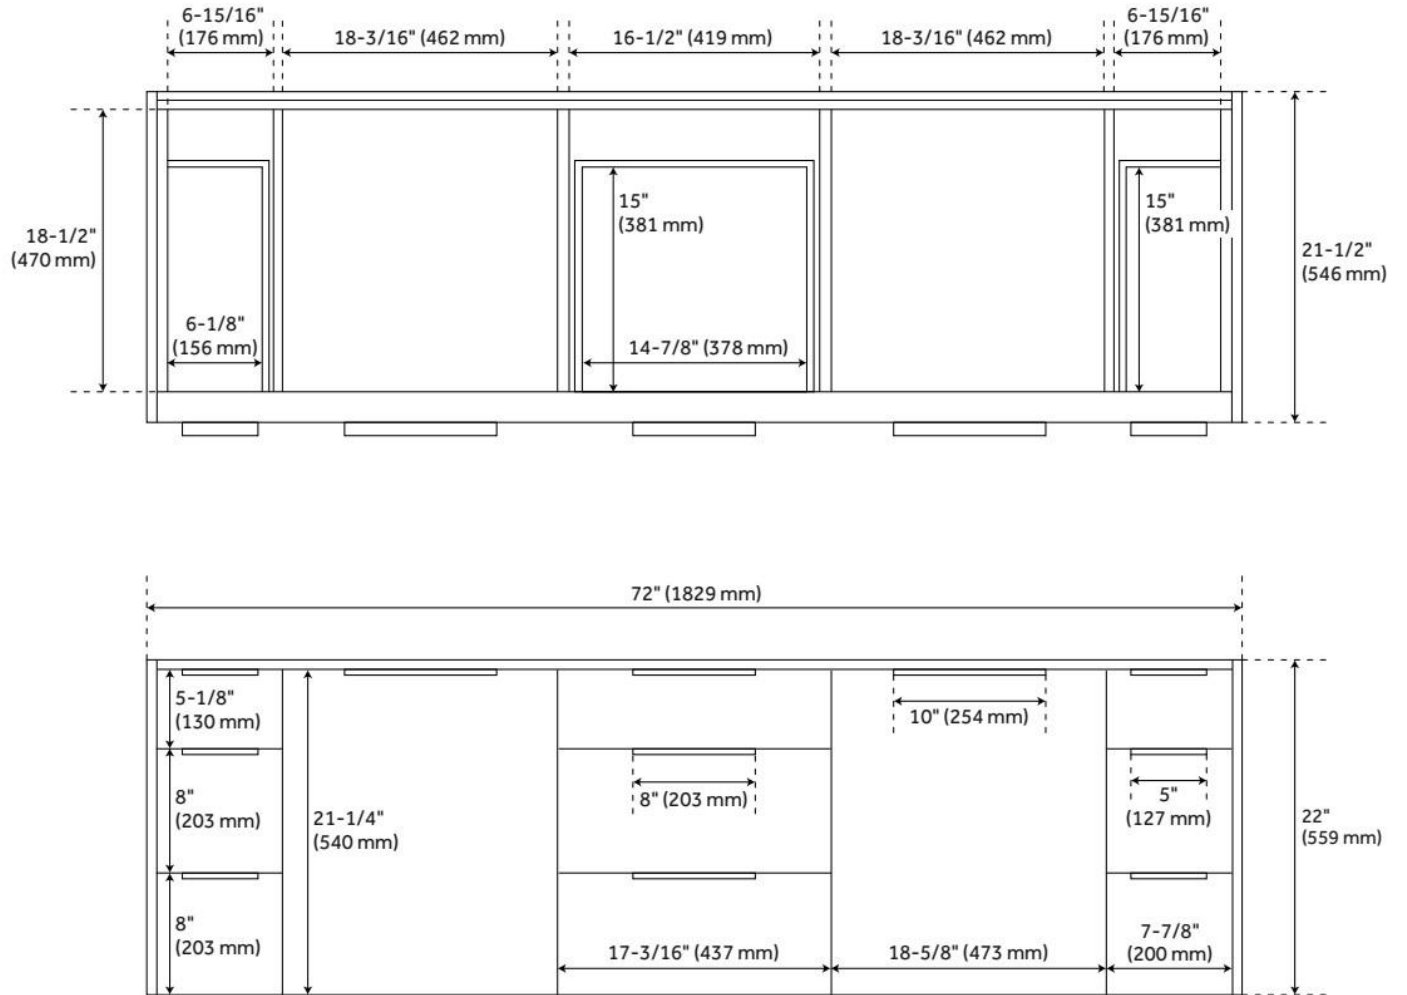 6-15/16"
(176 mm)
18-3/16" (462 mm)
16-1/2" (419 mm)
18-3/16" (462 mm)
6-15/16"
(176 mm)
15"
(381 mm)
15"
(381 mm)
18-1/2"
(470 mm)
21-1/2"
(546 mm)
6-1/8"
(156 mm)
14-7/8" (378 mm)
72" (1829 mm)
5-1/8"
(130 mm)
10" (254 mm)
8"
(203 mm)
8" (203 mm)
5"
(127 mm)
21-1/4"
(540 mm)
22"
(559 mm)
8"
(203 mm)
17-3/16" (437 mm)
18-5/8" (473 mm)
7-7/8"
(200 mm)